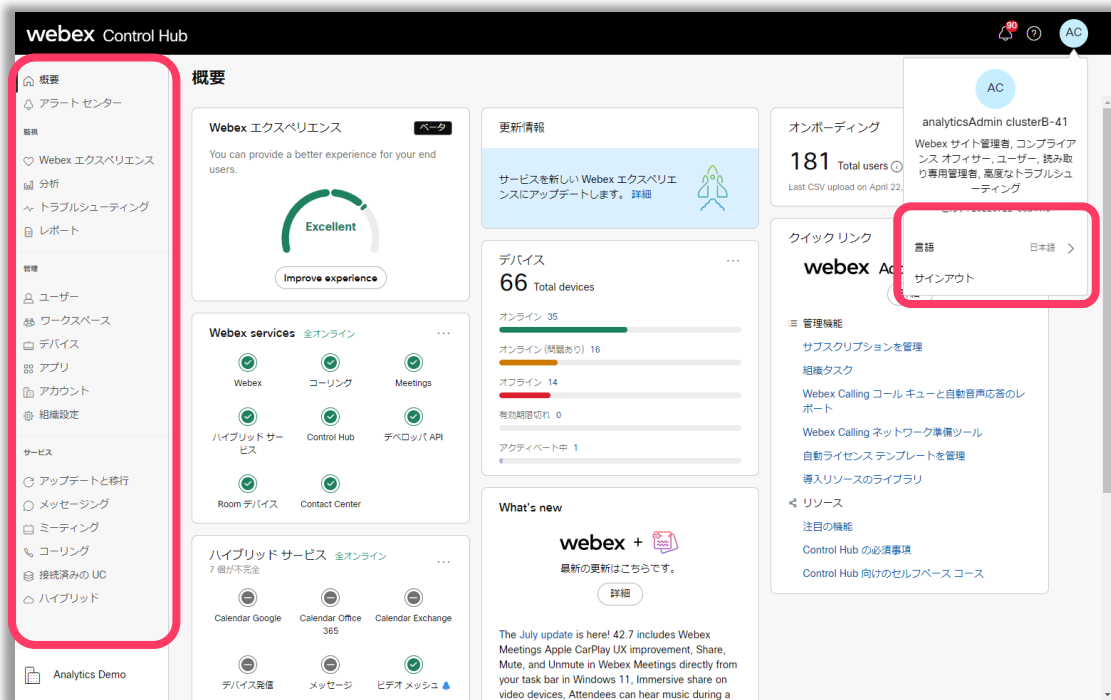 webex Control Hub
90
AC
概要
アラート センター
監視
Webex エクスペリエンス
分析
トラブルシューティング
レポート
管理
ユーザー
ワークスペース
デバイス
アプリ
アカウント
組織設定
サービス
アップデートと移行
メッセージング
ミーティング
コーリング
接続済みの UC
ハイブリッド
Analytics Demo
概要
Webex エクスペリエンス
ベータ
You can provide a better experience for your end
users.
Excellent
Improve experience
Webex services 全オンライン
Webex
コーリング
Meetings
ハイブリッド サー
ビス
Control Hub
デベロッパ API
Room デバイス
Contact Center
ハイブリッド サービス 全オンライン
7 個が不完全
Calendar Google
Calendar Office
365
Calendar Exchange
デバイス発信
メッセージ
ビデオ メッシュ
更新情報
サービスを新しい Webex エクスペリエ
ンスにアップデートします。 詳細
デバイス
66 Total devices
オンライン 35
オンライン (問題あり) 16
オフライン 14
有効期限切れ 0
アクティベート中 1
What's new
webex +
最新の更新はこちらです。
詳細
The July update is here! 42.7 includes Webex
Meetings Apple CarPlay UX improvement, Share,
Mute, and Unmute in Webex Meetings directly from
your task bar in Windows 11, Immersive share on
video devices, Attendees can hear music during a
オンボーディング
181 Total users
Last CSV upload on April 22,
クイック リンク
webex
管理機能
サブスクリプションを管理
組織タスク
Webex Calling コール キューと自動音声応答のレ
ポート
Webex Calling ネットワーク準備ツール
自動ライセンス テンプレートを管理
導入リソースのライブラリ
リソース
注目の機能
Control Hub の必須事項
Control Hub 向けのセルフペース コース
AC
analyticsAdmin clusterB-41
Webex サイト管理者, コンプライア
ンス オフィサー, ユーザー, 読み取
り専用管理者, 高度なトラブルシュ
ーティング
言語 日本語
サインアウト